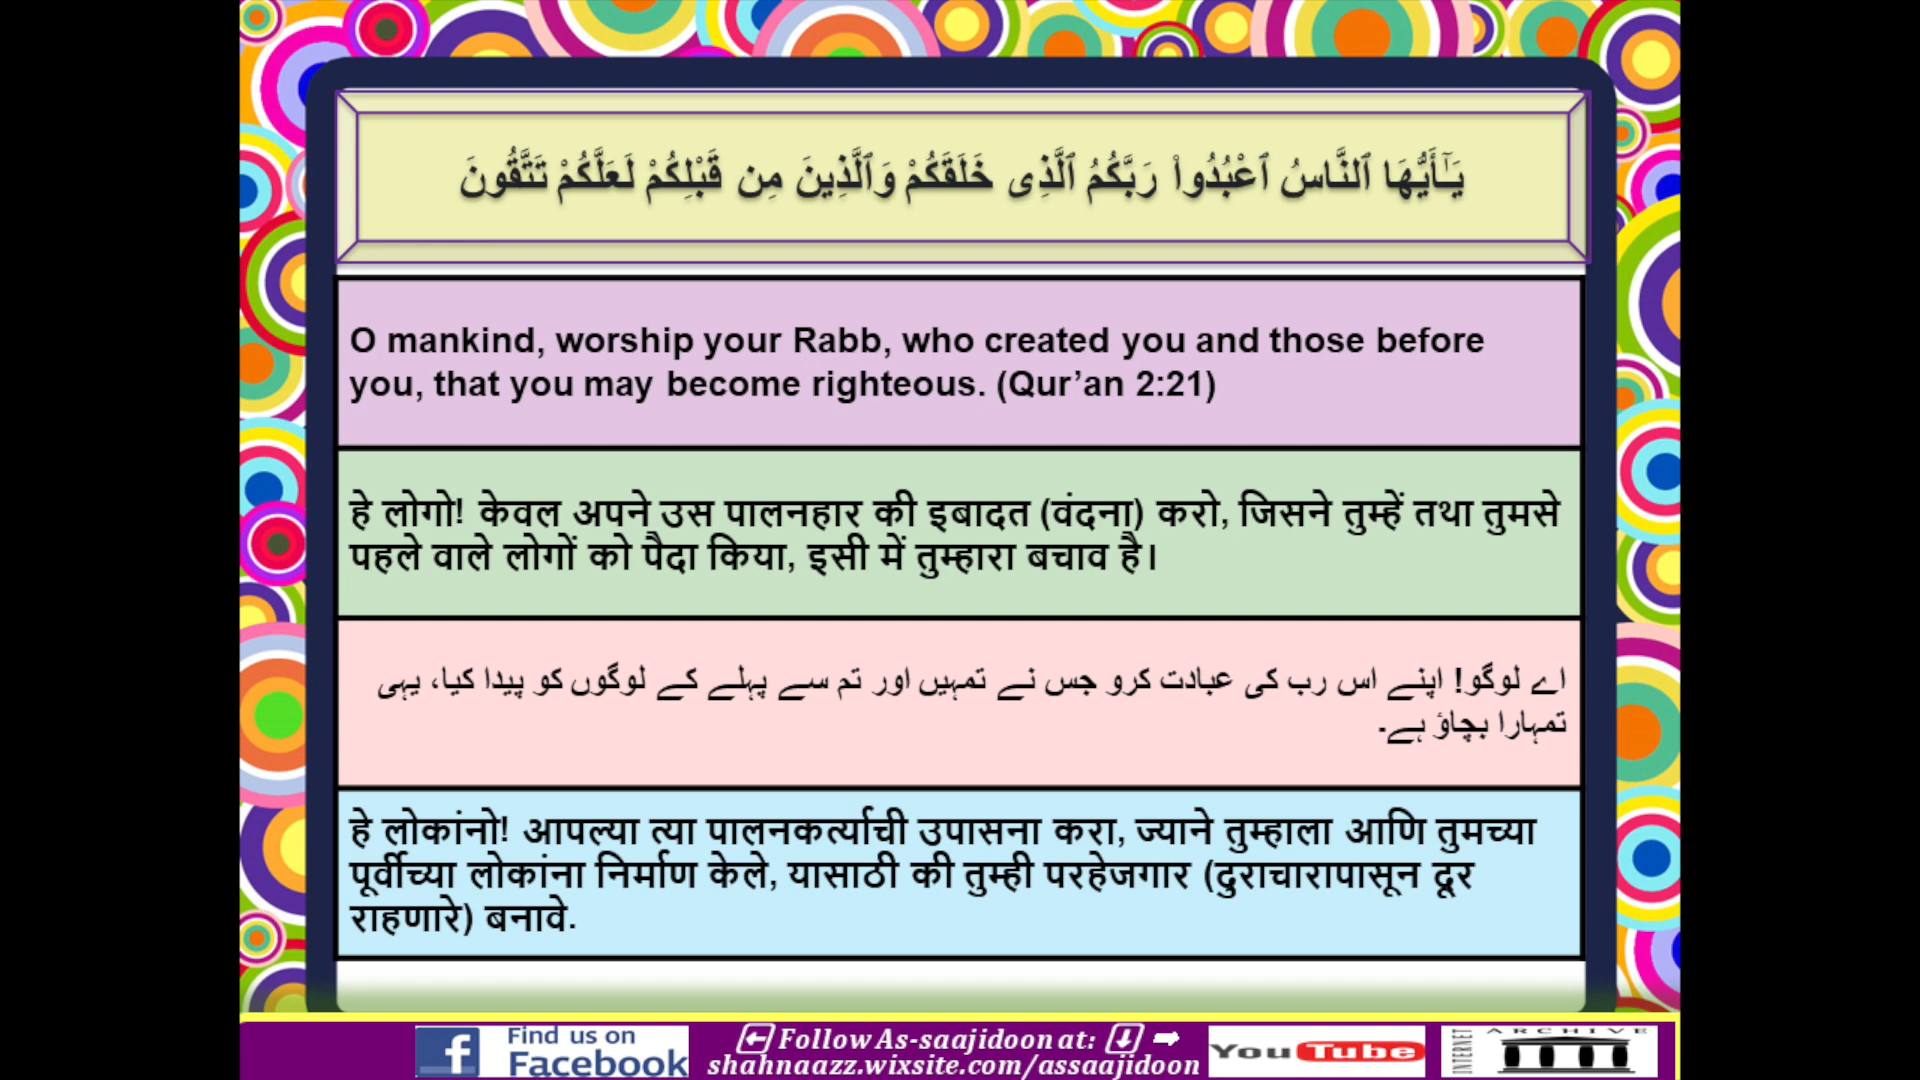 يَـٰٓأَيُّهَا ٱلنَّاسُ ٱعْبُدُوا۟ رَبَّكُمُ ٱلَّذِى خَلَقَكُمْ وَٱلَّذِينَ مِن قَبْلِكُمْ لَعَلَّكُمْ تَتَّقُونَ
O mankind, worship your Rabb, who created you and those before
you, that you may become righteous. (Qur’an 2:21)
हे लोगो! केवल अपने उस पालनहार की इबादत (वंदना) करो, जिसने तुम्हें तथा तुमसे
पहले वाले लोगों को पैदा किया, इसी में तुम्हारा बचाव है।
اے لوگو! اپنے اس رب کی عبادت کرو جس نے تمہیں اور تم سے پہلے کے لوگوں کو پیدا کیا، یہی
تمہارا بچاؤ ہے۔
हे लोकांनो! आपल्या त्या पालनकर्त्याची उपासना करा, ज्याने तुम्हाला आणि तुमच्या
पूर्वीच्या लोकांना निर्माण केले, यासाठी की तुम्ही परहेजगार (दुराचारापासून दूर
राहणारे) बनावे.
Find us on
Facebook
Follow As-saajidoon at:
shahnaazz.wixsite.com/assaajidoon
YouTube
INTERNET
ARCHIVE